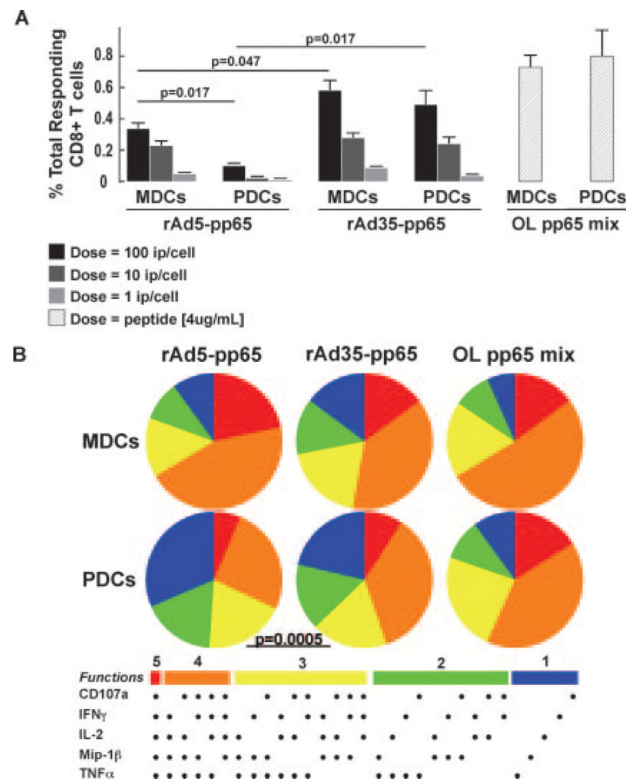 A
% Total Responding
CD8+ T cells
0.8
0.6
0.4
0.2
0
p=0.017
p=0.047
p=0.017
MDCs PDCs MDCs PDCs MDCs PDCs
rAd5-pp65 rAd35-pp65 OL pp65 mix
Dose = 100 ip/cell
Dose = 10 ip/cell
Dose = 1 ip/cell
Dose = peptide [4ug/mL]
B
rAd5-pp65 rAd35-pp65 OL pp65 mix
MDCs
PDCs
p=0.0005
Functions 5 4 3 2 1
CD107a
IFNγ
IL-2
Mip-1β
TNFα